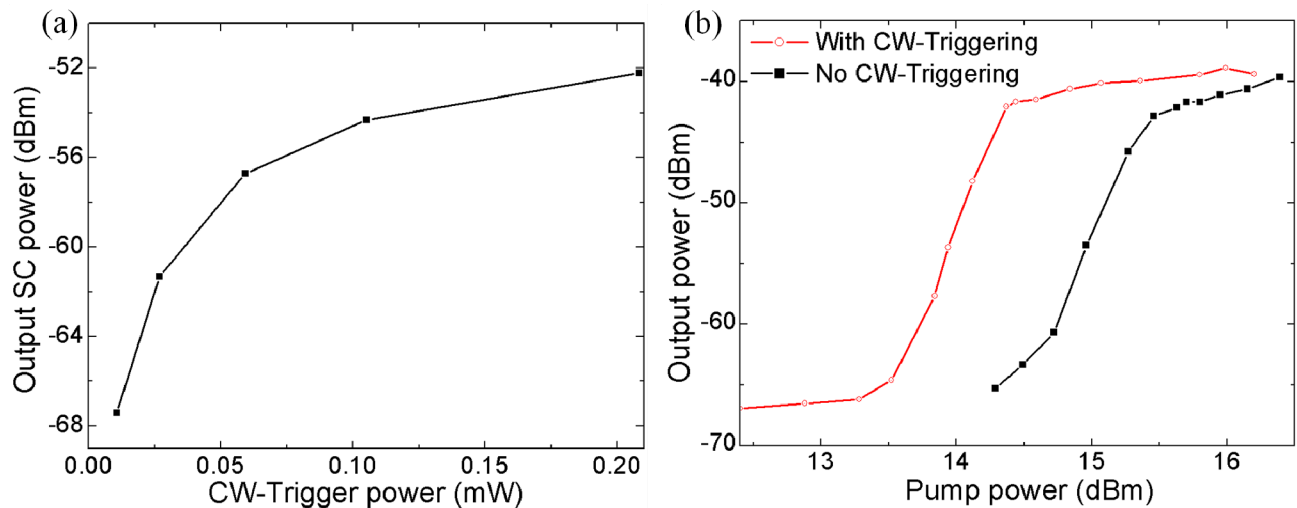 (a)
Output SC power (dBm)
-52
-56
-60
-64
-68
0.00
0.05
0.10
0.15
0.20
CW-Trigger power (mW)
(b)
With CW-Triggering
No CW-Triggering
Output power (dBm)
-40
-50
-60
-70
13
14
15
16
Pump power (dBm)